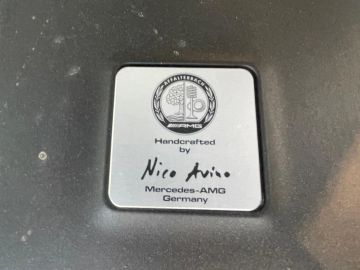 AFFALTERBACH
AMG
Handcrafted
by
Nico Avino
Mercedes-AMG
Germany